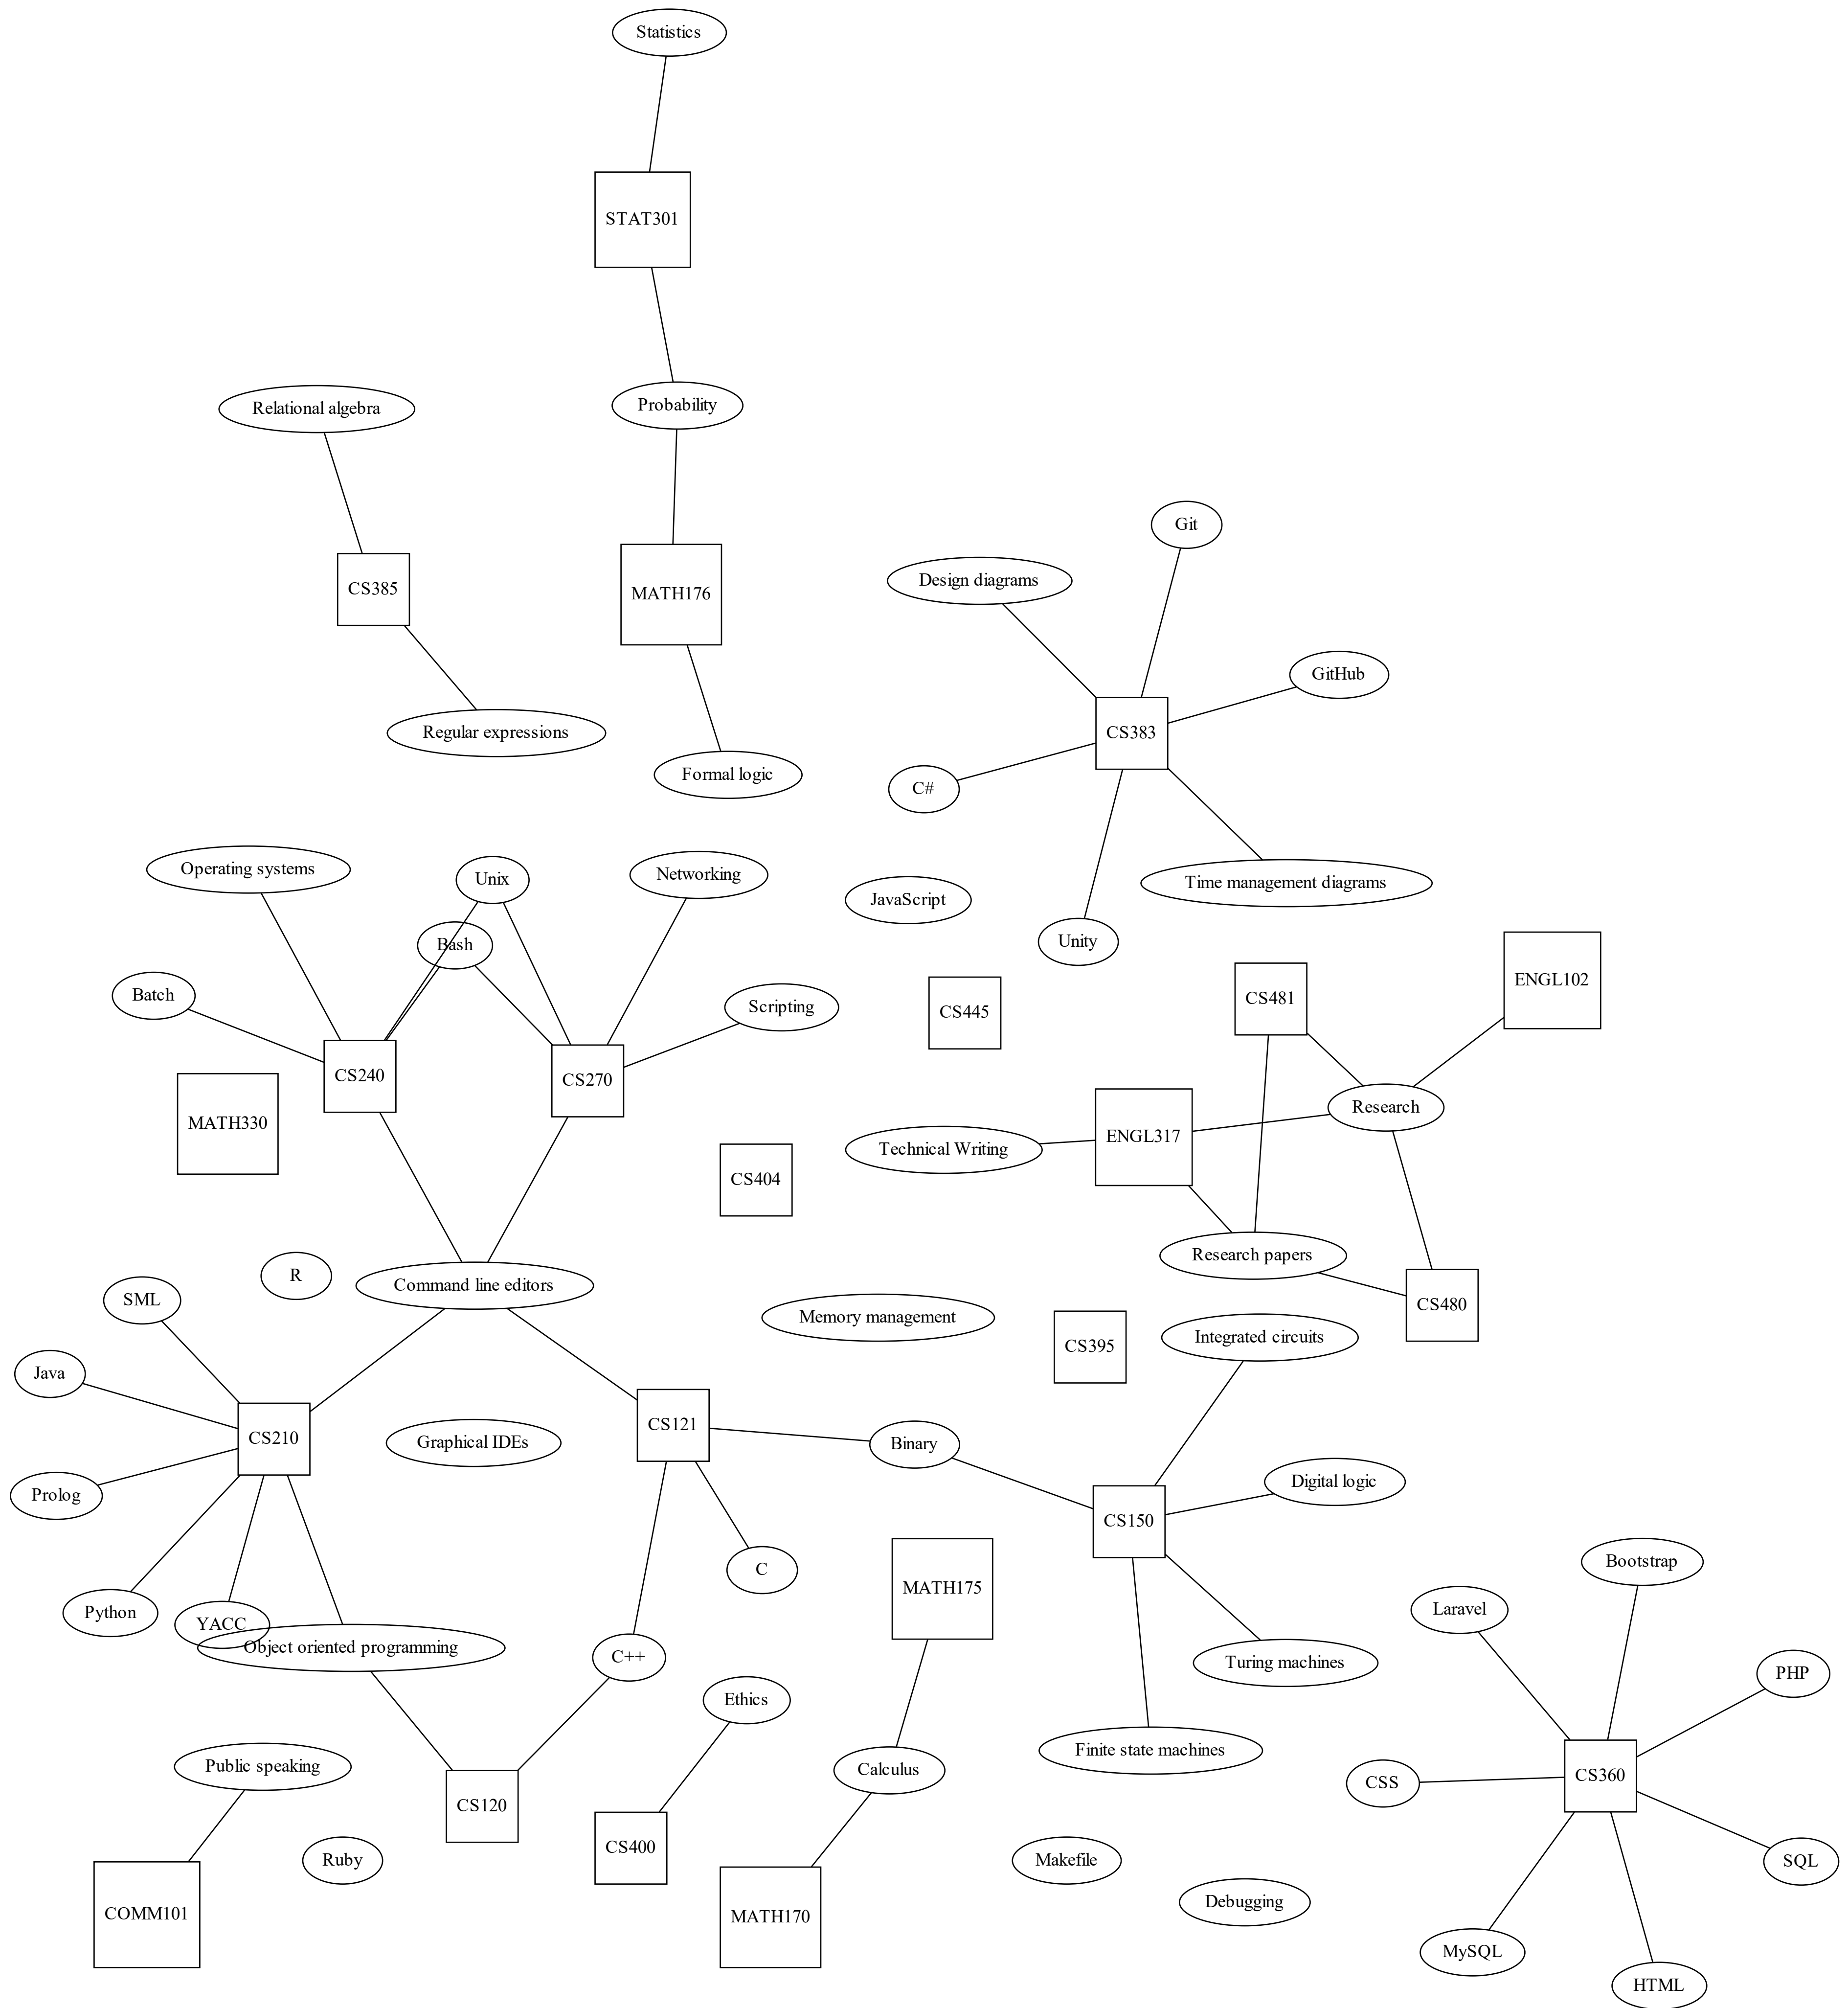 Statistics
STAT301
Relational algebra
Probability
Git
Design diagrams
CS385
MATH176
GitHub
Regular expressions
CS383
Formal logic
C#
Operating systems
Unix
Networking
Time management diagrams
JavaScript
Bash
Unity
Batch
CS481
ENGL102
Scripting
CS445
CS240
CS270
Research
MATH330
ENGL317
Technical Writing
CS404
Research papers
R
Command line editors
SML
CS480
Memory management
Integrated circuits
CS395
Java
CS121
CS210
Graphical IDEs
Binary
Digital logic
Prolog
CS150
Bootstrap
C
MATH175
Laravel
Python
YACC
Object oriented programming
C++
Turing machines
PHP
Ethics
Finite state machines
Public speaking
Calculus
CS360
CSS
CS120
CS400
Ruby
Makefile
SQL
Debugging
COMM101
MATH170
MySQL
HTML